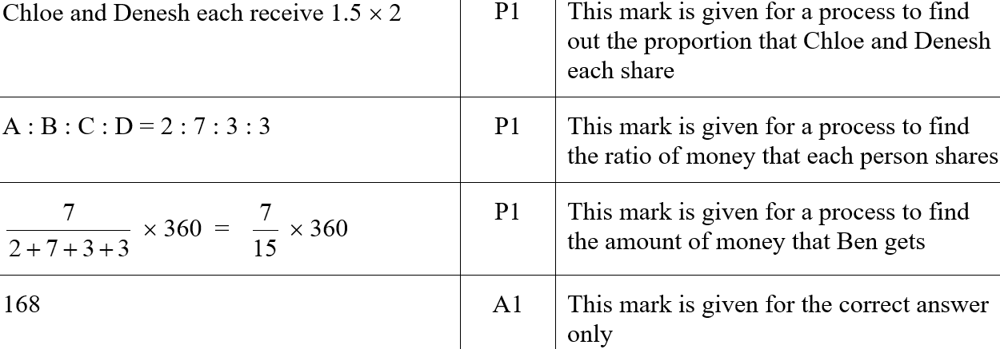 Chloe and Denesh each receive 1.5 × 2
P1
This mark is given for a process to find
out the proportion that Chloe and Denesh
each share
A : B : C : D = 2 : 7 : 3 : 3
P1
This mark is given for a process to find
the ratio of money that each person shares
7/(2 + 7 + 3 + 3) × 360 = 7/15 × 360
P1
This mark is given for a process to find
the amount of money that Ben gets
168
A1
This mark is given for the correct answer
only